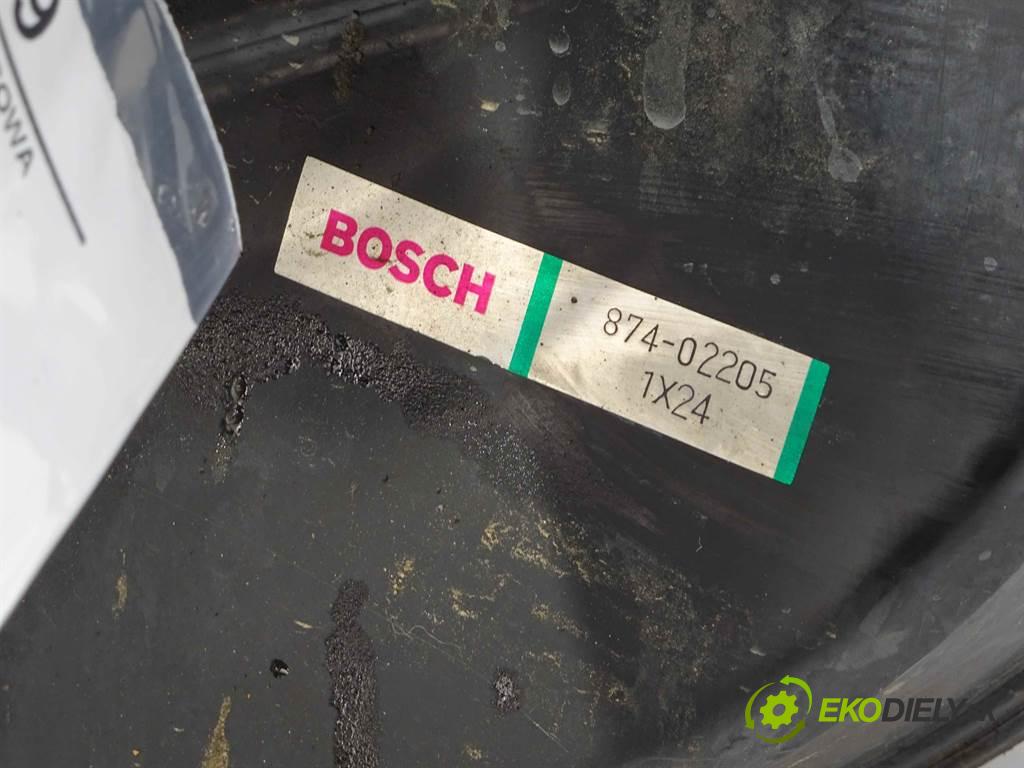 BOSCH
874-02205
1X24
EKODIELY